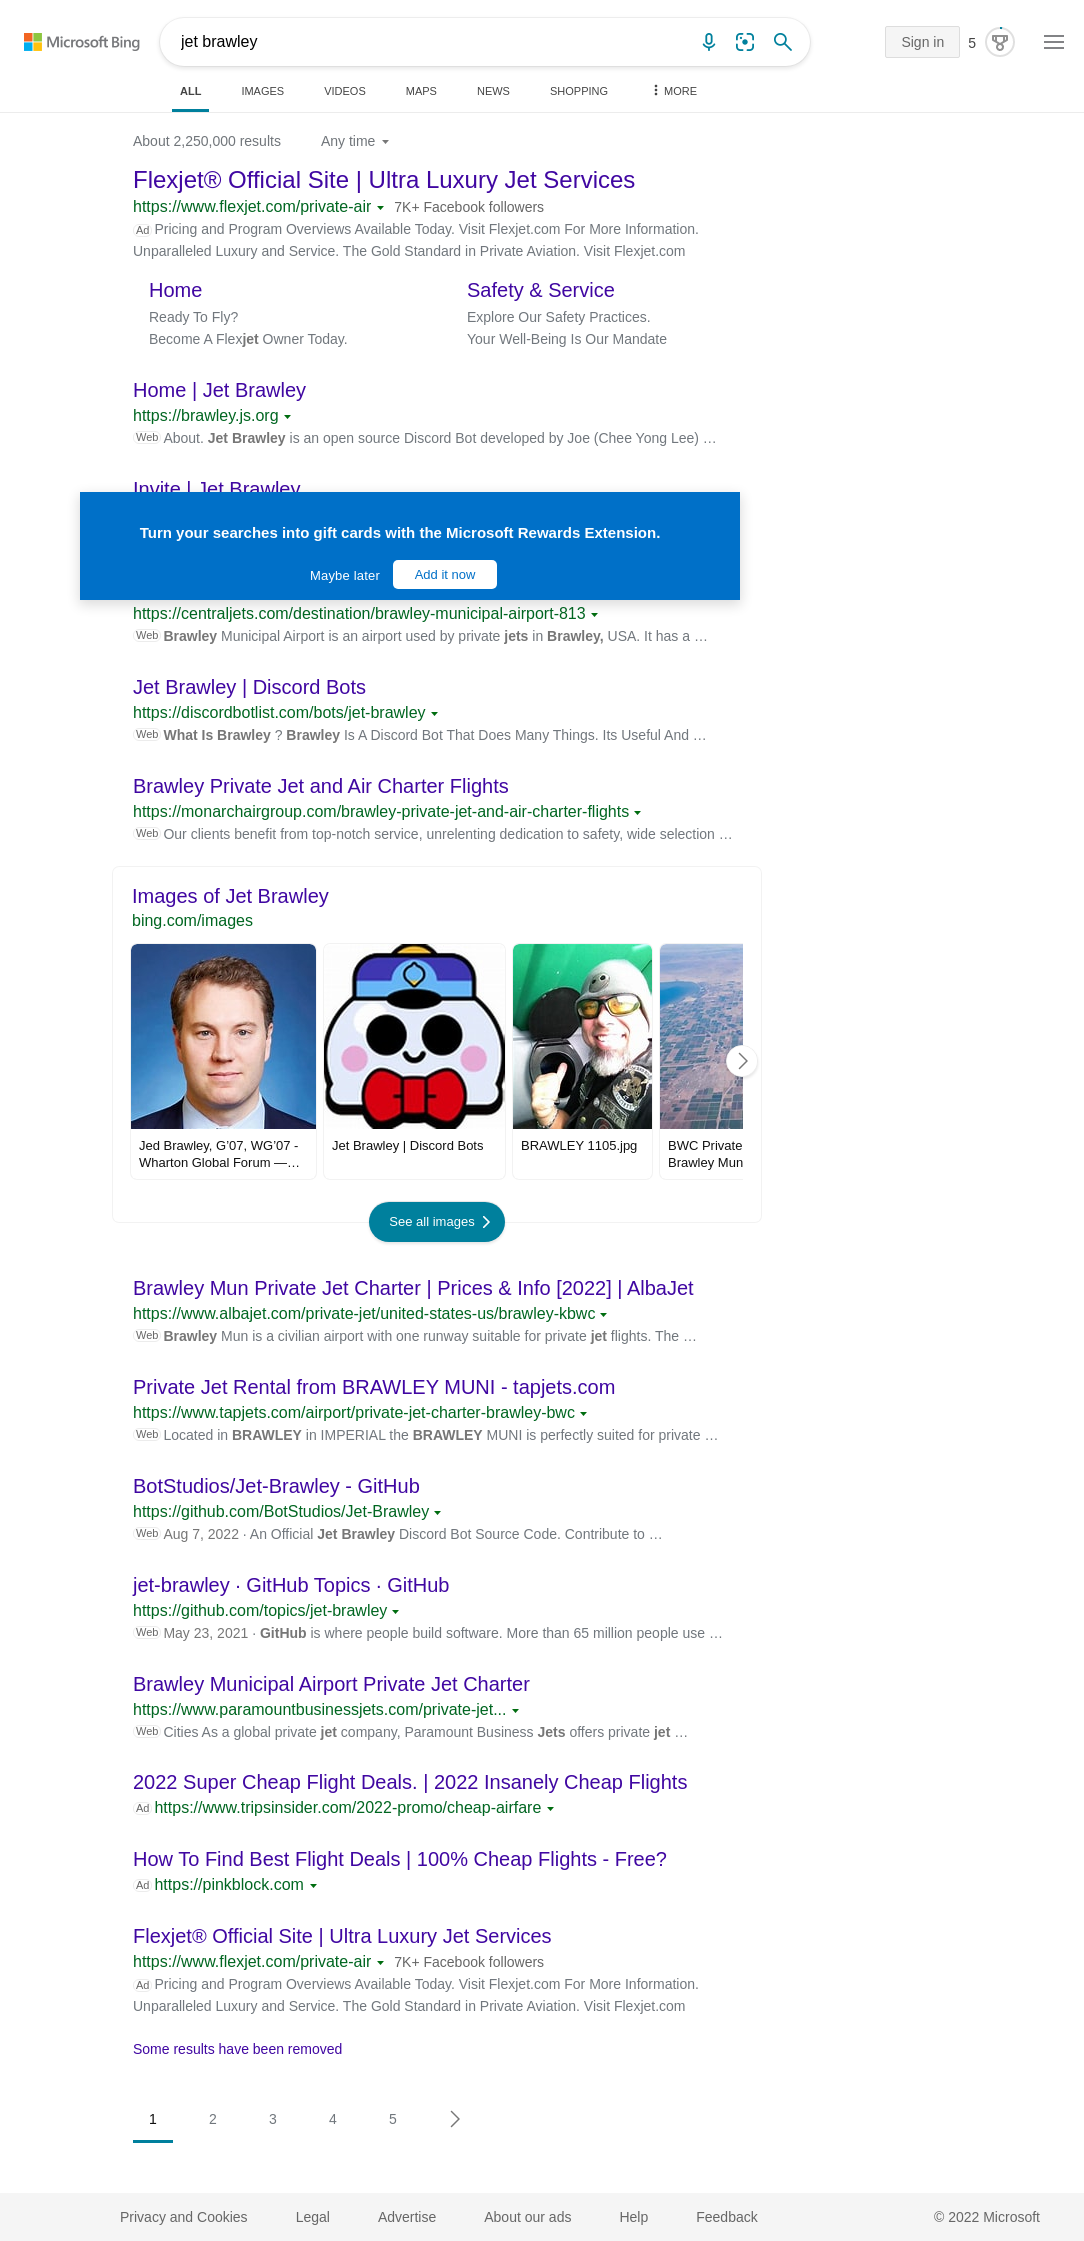 Microsoft Bing
jet brawley
Sign in
5
ALL
IMAGES
VIDEOS
MAPS
NEWS
SHOPPING
MORE
About 2,250,000 results
Any time
Flexjet® Official Site | Ultra Luxury Jet Services
https://www.flexjet.com/private-air
7K+ Facebook followers
Ad Pricing and Program Overviews Available Today. Visit Flexjet.com For More Information.
Unparalleled Luxury and Service. The Gold Standard in Private Aviation. Visit Flexjet.com
Home
Ready To Fly?
Become A Flexjet Owner Today.
Safety & Service
Explore Our Safety Practices.
Your Well-Being Is Our Mandate
Home | Jet Brawley
https://brawley.js.org
Web About. Jet Brawley is an open source Discord Bot developed by Joe (Chee Yong Lee) …
Invite | Jet Brawley
Turn your searches into gift cards with the Microsoft Rewards Extension.
Maybe later
Add it now
https://centraljets.com/destination/brawley-municipal-airport-813
Web Brawley Municipal Airport is an airport used by private jets in Brawley, USA. It has a …
Jet Brawley | Discord Bots
https://discordbotlist.com/bots/jet-brawley
Web What Is Brawley ? Brawley Is A Discord Bot That Does Many Things. Its Useful And …
Brawley Private Jet and Air Charter Flights
https://monarchairgroup.com/brawley-private-jet-and-air-charter-flights
Web Our clients benefit from top-notch service, unrelenting dedication to safety, wide selection …
Images of Jet Brawley
bing.com/images
Jed Brawley, G’07, WG’07 -
Wharton Global Forum —…
Jet Brawley | Discord Bots
BRAWLEY 1105.jpg
BWC Private
Brawley Mun
See all images
Brawley Mun Private Jet Charter | Prices & Info [2022] | AlbaJet
https://www.albajet.com/private-jet/united-states-us/brawley-kbwc
Web Brawley Mun is a civilian airport with one runway suitable for private jet flights. The …
Private Jet Rental from BRAWLEY MUNI - tapjets.com
https://www.tapjets.com/airport/private-jet-charter-brawley-bwc
Web Located in BRAWLEY in IMPERIAL the BRAWLEY MUNI is perfectly suited for private …
BotStudios/Jet-Brawley - GitHub
https://github.com/BotStudios/Jet-Brawley
Web Aug 7, 2022 · An Official Jet Brawley Discord Bot Source Code. Contribute to …
jet-brawley · GitHub Topics · GitHub
https://github.com/topics/jet-brawley
Web May 23, 2021 · GitHub is where people build software. More than 65 million people use …
Brawley Municipal Airport Private Jet Charter
https://www.paramountbusinessjets.com/private-jet...
Web Cities As a global private jet company, Paramount Business Jets offers private jet …
2022 Super Cheap Flight Deals. | 2022 Insanely Cheap Flights
Ad https://www.tripsinsider.com/2022-promo/cheap-airfare
How To Find Best Flight Deals | 100% Cheap Flights - Free?
Ad https://pinkblock.com
Flexjet® Official Site | Ultra Luxury Jet Services
https://www.flexjet.com/private-air
7K+ Facebook followers
Ad Pricing and Program Overviews Available Today. Visit Flexjet.com For More Information.
Unparalleled Luxury and Service. The Gold Standard in Private Aviation. Visit Flexjet.com
Some results have been removed
1 2 3 4 5
Privacy and Cookies
Legal
Advertise
About our ads
Help
Feedback
© 2022 Microsoft